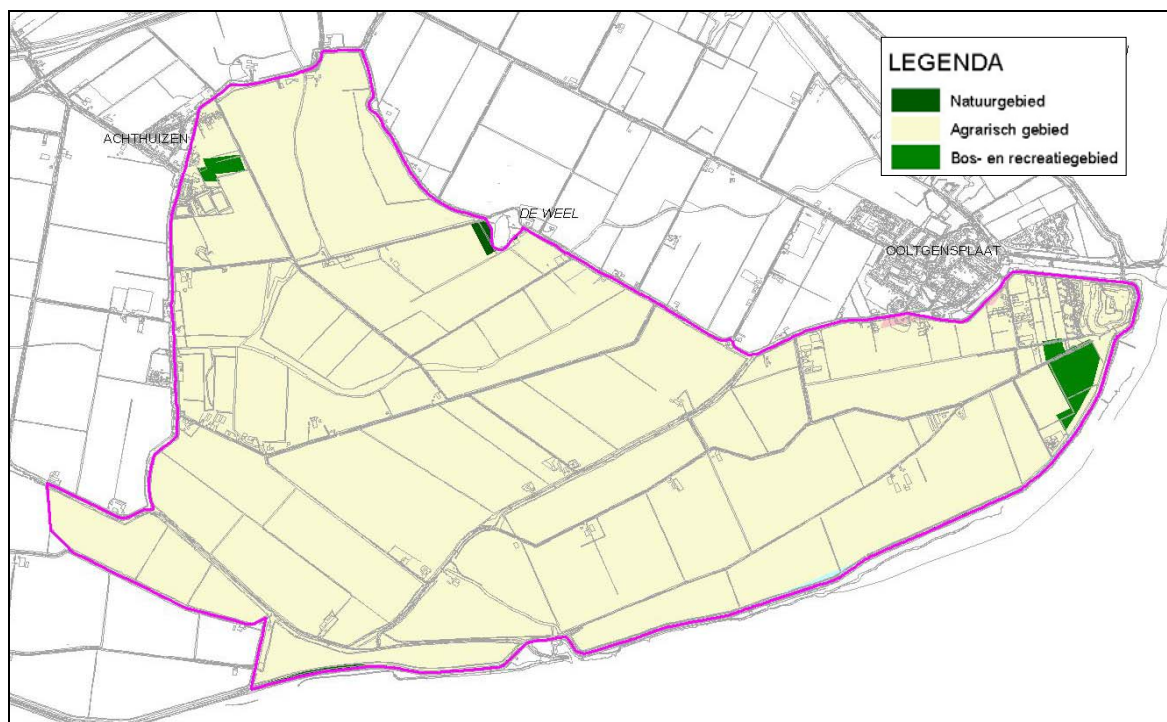 LEGENDA
Natuurgebied
Agrarisch gebied
Bos- en recreatiegebied
ACHTHUIZEN
DE WEEL
OOLTGENSPLAAT